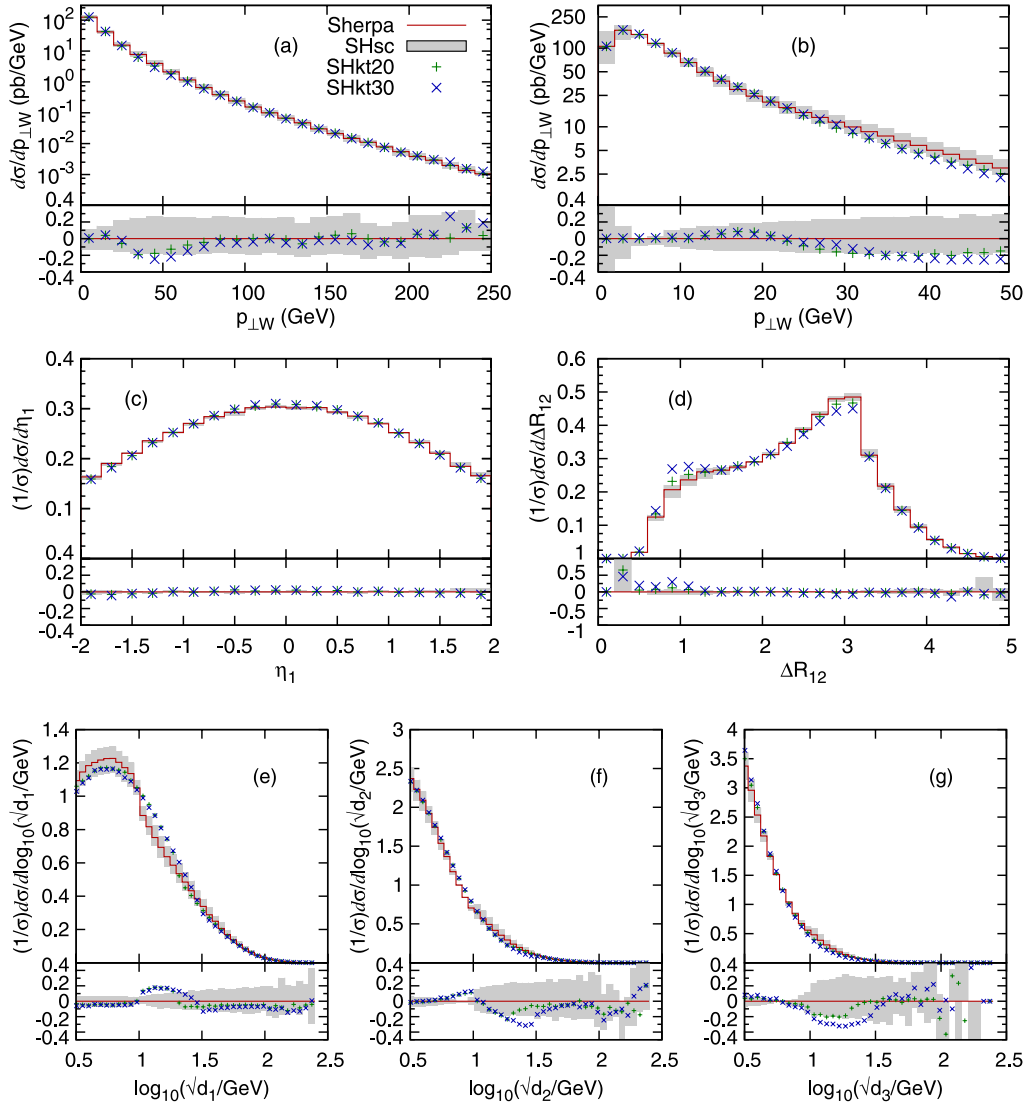 Sherpa
SHsc
SHkt20
SHkt30
(a)
dσ/dp⊥W (pb/GeV)
10² 10¹ 10⁰ 10⁻¹ 10⁻² 10⁻³
0.4 0.2 0 -0.2 -0.4
0 50 100 150 200 250
p⊥W (GeV)
(b)
dσ/dp⊥W (pb/GeV)
250 100 50 25 10 5 2.5
0.4 0.2 0 -0.2 -0.4
0 10 20 30 40 50
p⊥W (GeV)
(c)
(1/σ)dσ/dη₁
0.4 0.3 0.2 0.1
0.4 0.2 0 -0.2 -0.4
-2 -1.5 -1 -0.5 0 0.5 1 1.5 2
η₁
(d)
(1/σ)dσ/dΔR₁₂
0.6 0.5 0.4 0.3 0.2 0.1
1 0.5 0 -0.5 -1
0 1 2 3 4 5
ΔR₁₂
(e)
(1/σ)dσ/dlog₁₀(√d₁/GeV)
1.4 1.2 1 0.8 0.6 0.4 0.2
0.4 0.2 0 -0.2 -0.4
0.5 1 1.5 2 2.5
log₁₀(√d₁/GeV)
(f)
(1/σ)dσ/dlog₁₀(√d₂/GeV)
3 2.5 2 1.5 1 0.5
0.4 0.2 0 -0.2 -0.4
0.5 1 1.5 2 2.5
log₁₀(√d₂/GeV)
(g)
(1/σ)dσ/dlog₁₀(√d₃/GeV)
4 3.5 3 2.5 2 1.5 1 0.5
0.4 0.2 0 -0.2 -0.4
0.5 1 1.5 2 2.5
log₁₀(√d₃/GeV)